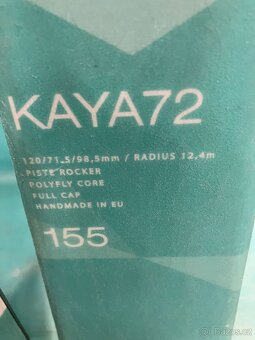 KAYA72
120/71,5/98,5mm / RADIUS 12,4m
PISTE ROCKER
POLYFLY CORE
FULL CAP
HANDMADE IN EU
155